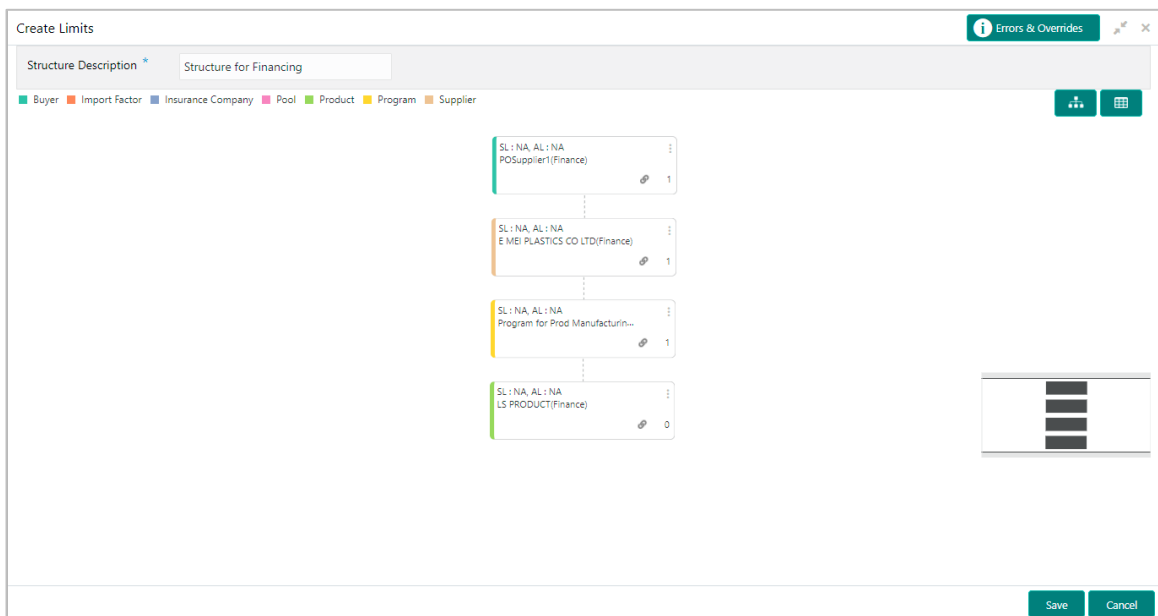 Create Limits
Errors & Overrides
Structure Description *
Structure for Financing
Buyer Import Factor Insurance Company Pool Product Program Supplier
SL : NA, AL : NA
POSupplier1(Finance)
1
SL : NA, AL : NA
E MEI PLASTICS CO LTD(Finance)
1
SL : NA, AL : NA
Program for Prod Manufacturin...
1
SL : NA, AL : NA
LS PRODUCT(Finance)
0
Save Cancel